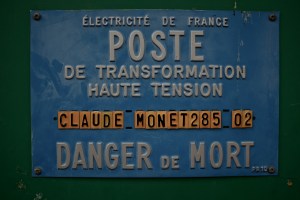 ÉLECTRICITÉ DE FRANCE
POSTE
DE TRANSFORMATION
HAUTE TENSION
CLAUDE MONET285 02
DANGER DE MORT